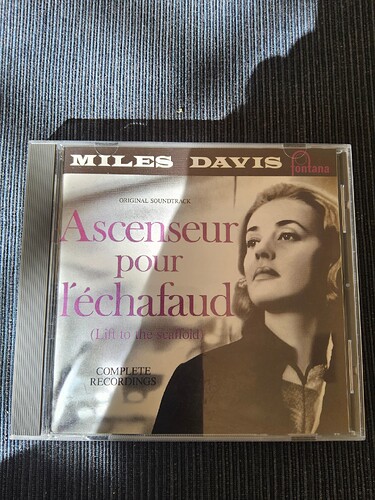 MILES DAVIS fontana
ORIGINAL SOUNDTRACK
Ascenseur
pour
l'échafaud
(Lift to the scaffold)
COMPLETE
RECORDINGS